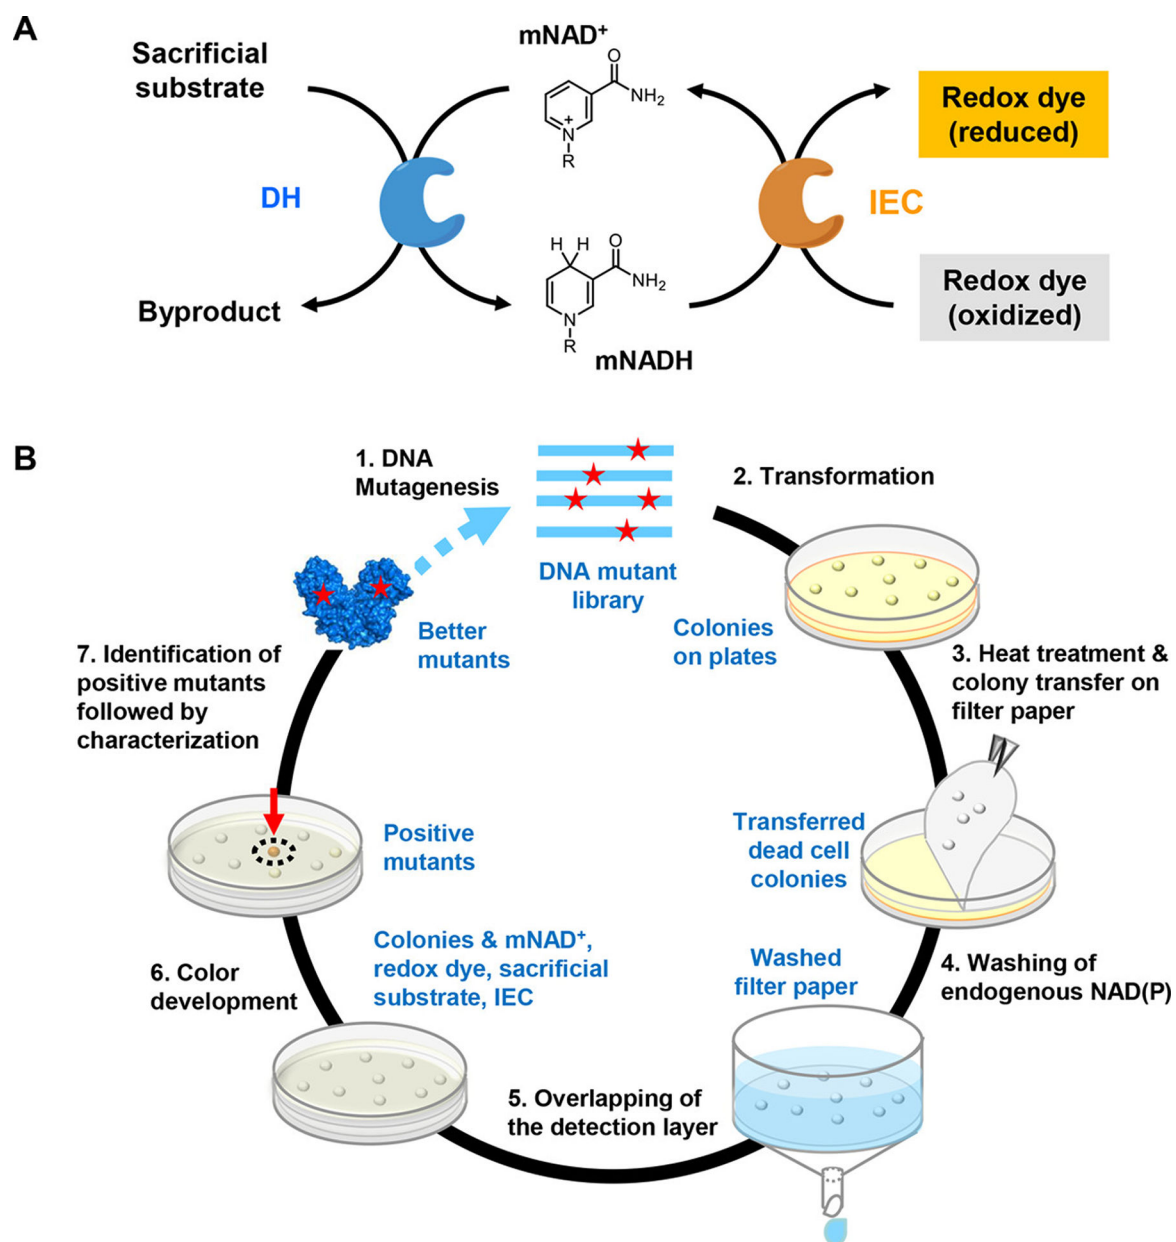 A
Sacrificial
substrate
mNAD⁺
O
NH₂
+
N
R
Redox dye
(reduced)
DH
IEC
H H
O
NH₂
N
R
Byproduct
mNADH
Redox dye
(oxidized)
B
1. DNA
Mutagenesis
2. Transformation
DNA mutant
library
Colonies
on plates
Better
mutants
3. Heat treatment &
colony transfer on
filter paper
7. Identification of
positive mutants
followed by
characterization
Transferred
dead cell
colonies
Positive
mutants
Colonies & mNAD⁺,
redox dye, sacrificial
substrate, IEC
Washed
filter paper
4. Washing of
endogenous NAD(P)
6. Color
development
5. Overlapping of
the detection layer